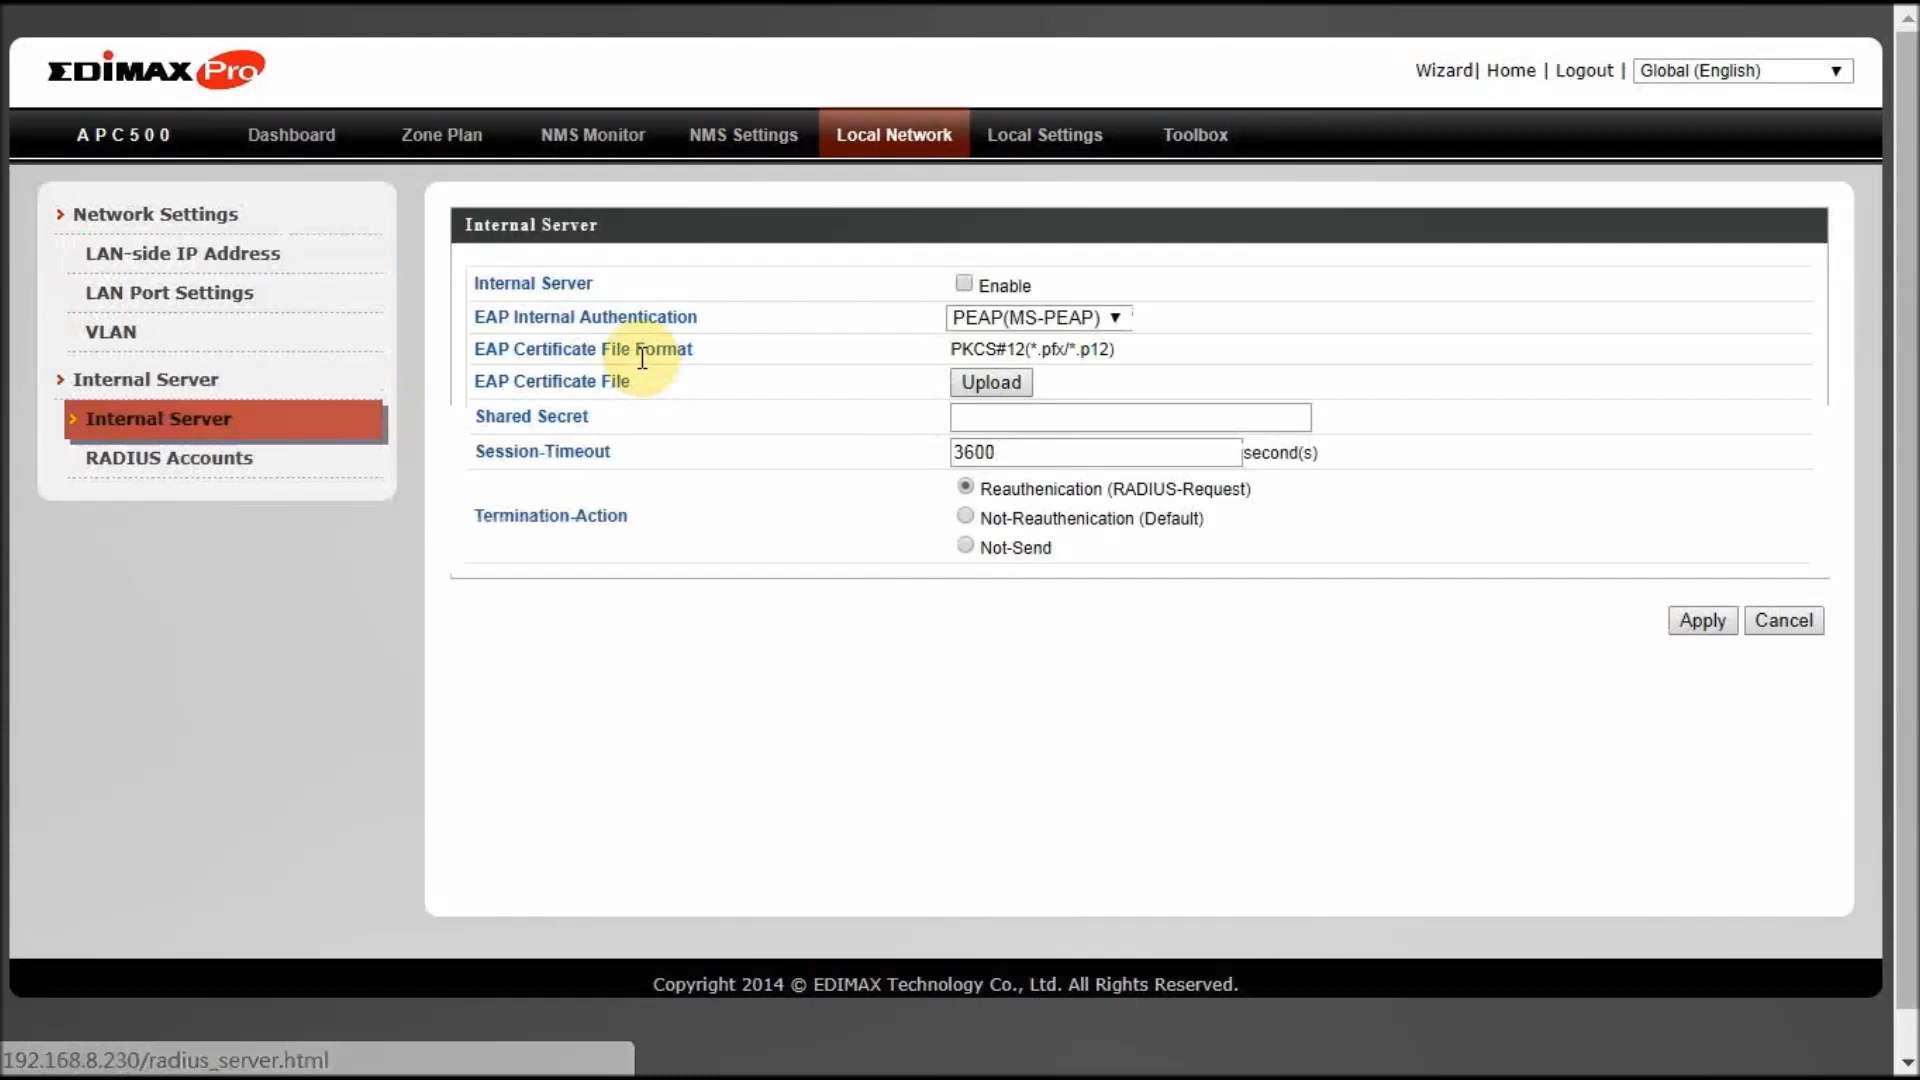 EDIMAX Pro
Wizard| Home | Logout | Global (English)
APC500 Dashboard Zone Plan NMS Monitor NMS Settings Local Network Local Settings Toolbox
Network Settings
LAN-side IP Address
LAN Port Settings
VLAN
Internal Server
Internal Server
RADIUS Accounts
Internal Server
Internal Server Enable
EAP Internal Authentication PEAP(MS-PEAP)
EAP Certificate File Format PKCS#12(*.pfx/*.p12)
EAP Certificate File Upload
Shared Secret
Session-Timeout 3600 second(s)
Reauthenication (RADIUS-Request)
Termination-Action Not-Reauthenication (Default)
Not-Send
Apply Cancel
Copyright 2014 © EDIMAX Technology Co., Ltd. All Rights Reserved.
192.168.8.230/radius_server.html